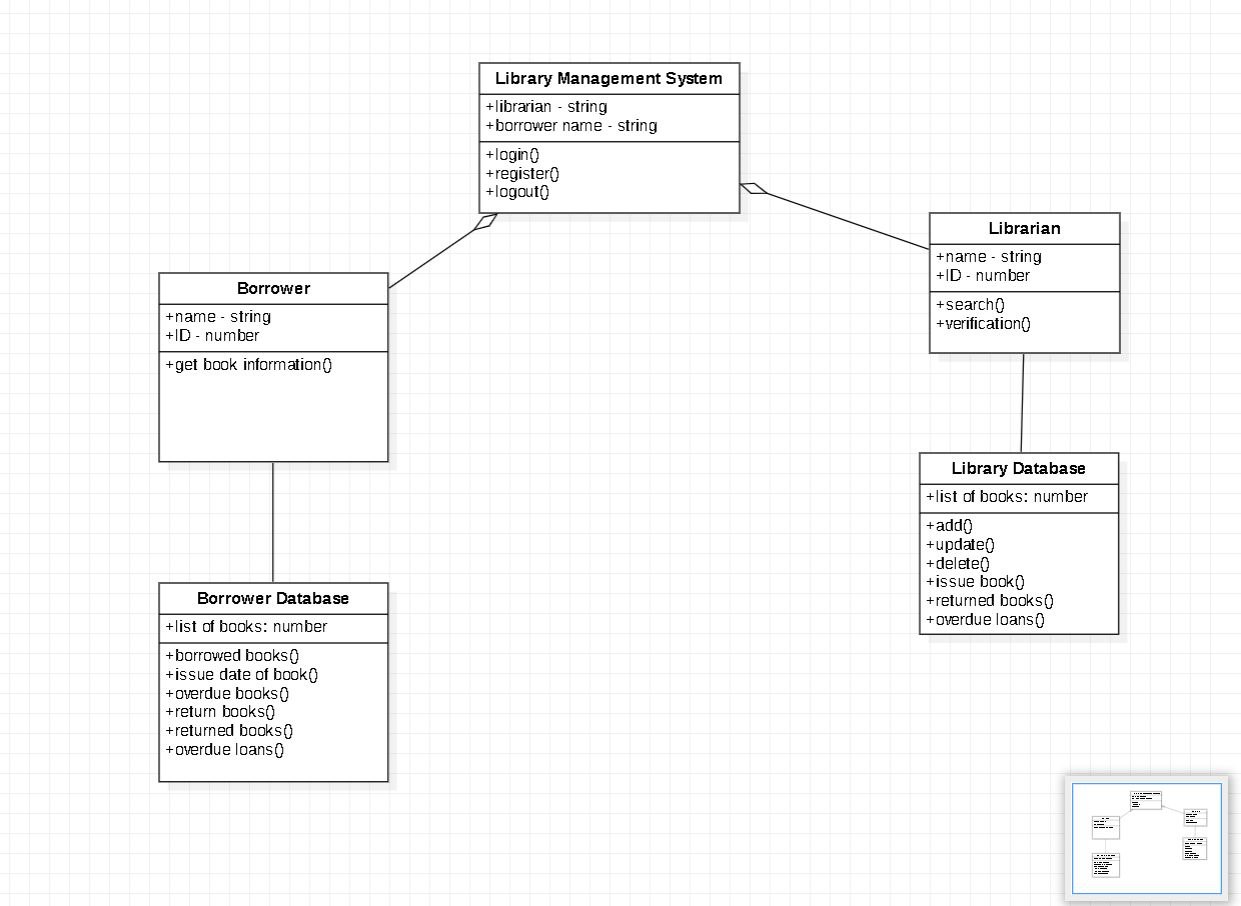 Library Management System
+librarian - string
+borrower name - string
+login()
+register()
+logout()
Librarian
+name - string
+ID - number
+search()
+verification()
Borrower
+name - string
+ID - number
+get book information()
Library Database
+list of books: number
+add()
+update()
+delete()
+issue book()
+returned books()
+overdue loans()
Borrower Database
+list of books: number
+borrowed books()
+issue date of book()
+overdue books()
+return books()
+returned books()
+overdue loans()